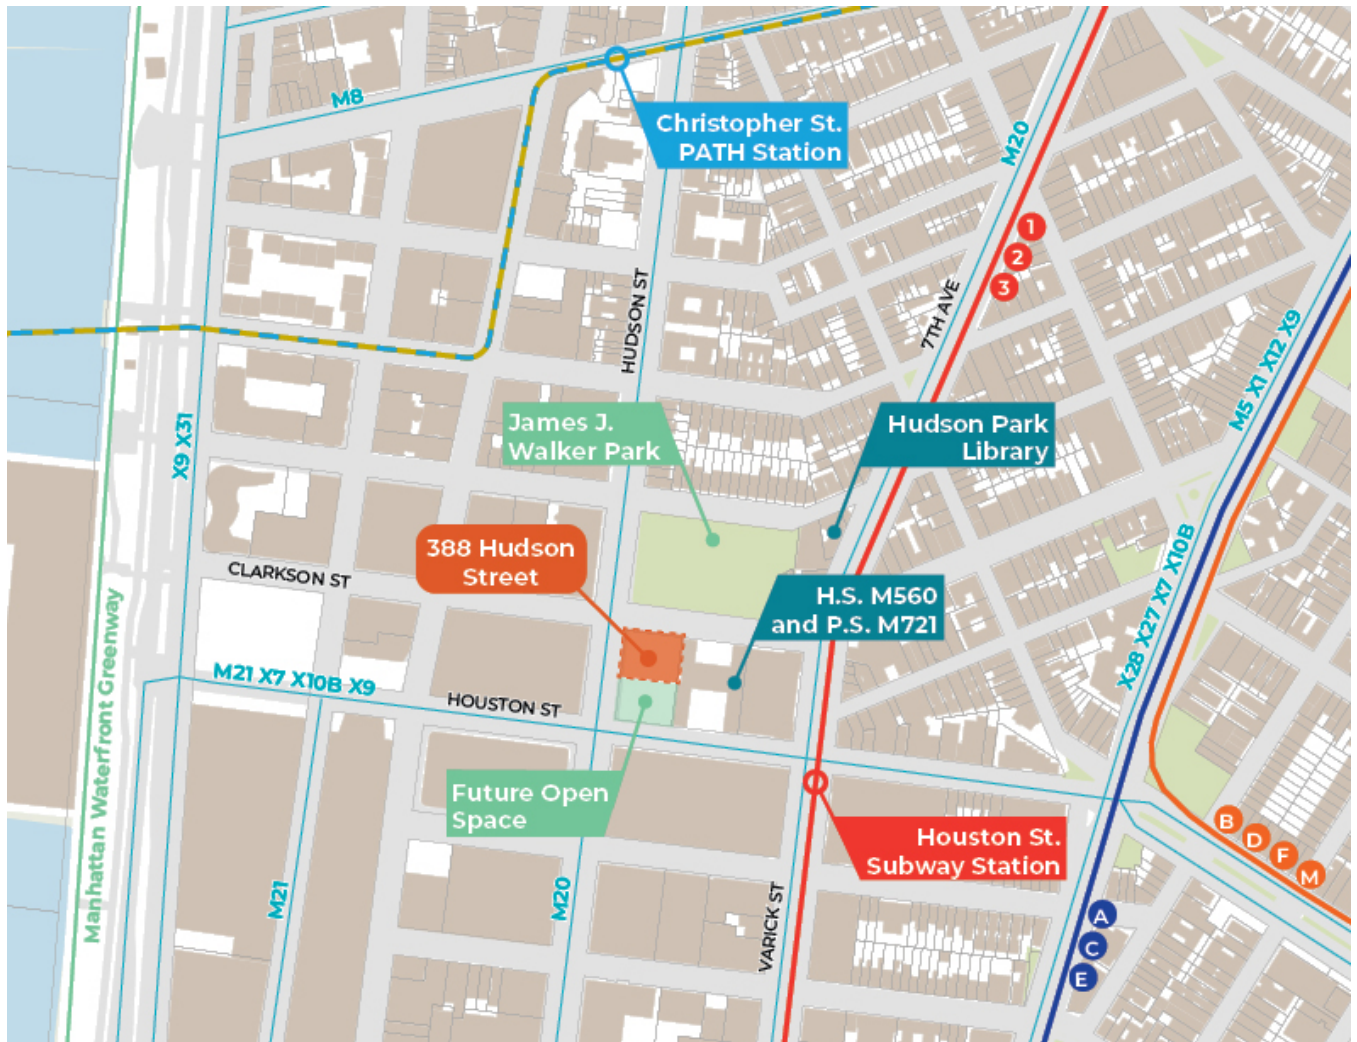 M8
Christopher St.
PATH Station
M20
1
2
3
HUDSON ST
7TH AVE
M5 X1 X12 X9
James J.
Walker Park
Hudson Park
Library
X9 X31
388 Hudson
Street
CLARKSON ST
H.S. M560
and P.S. M721
X28 X27 X7 X10B
Manhattan Waterfront Greenway
M21 X7 X10B X9
HOUSTON ST
Future Open
Space
Houston St.
Subway Station
B
D
F
M
M21
M20
VARICK ST
A
C
E